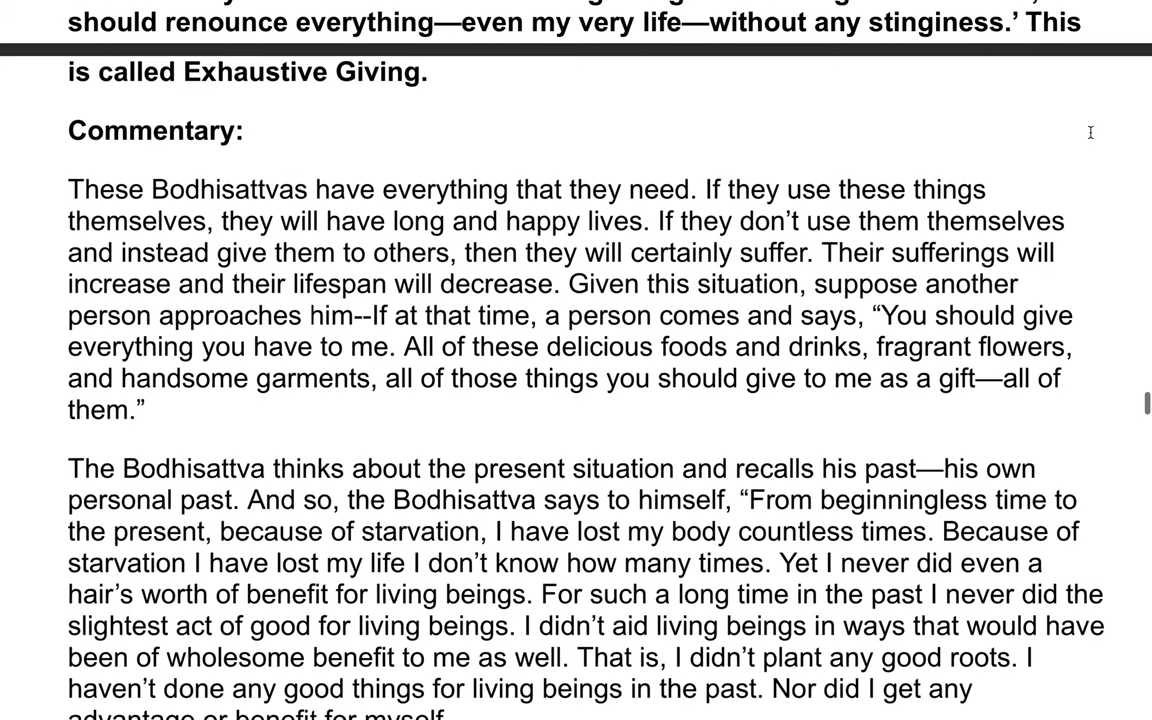 should renounce everything—even my very life—without any stinginess.’ This
is called Exhaustive Giving.
Commentary:
These Bodhisattvas have everything that they need. If they use these things
themselves, they will have long and happy lives. If they don’t use them themselves
and instead give them to others, then they will certainly suffer. Their sufferings will
increase and their lifespan will decrease. Given this situation, suppose another
person approaches him--If at that time, a person comes and says, “You should give
everything you have to me. All of these delicious foods and drinks, fragrant flowers,
and handsome garments, all of those things you should give to me as a gift—all of
them.”
The Bodhisattva thinks about the present situation and recalls his past—his own
personal past. And so, the Bodhisattva says to himself, “From beginningless time to
the present, because of starvation, I have lost my body countless times. Because of
starvation I have lost my life I don’t know how many times. Yet I never did even a
hair’s worth of benefit for living beings. For such a long time in the past I never did the
slightest act of good for living beings. I didn’t aid living beings in ways that would have
been of wholesome benefit to me as well. That is, I didn’t plant any good roots. I
haven’t done any good things for living beings in the past. Nor did I get any
advantage or benefit for myself